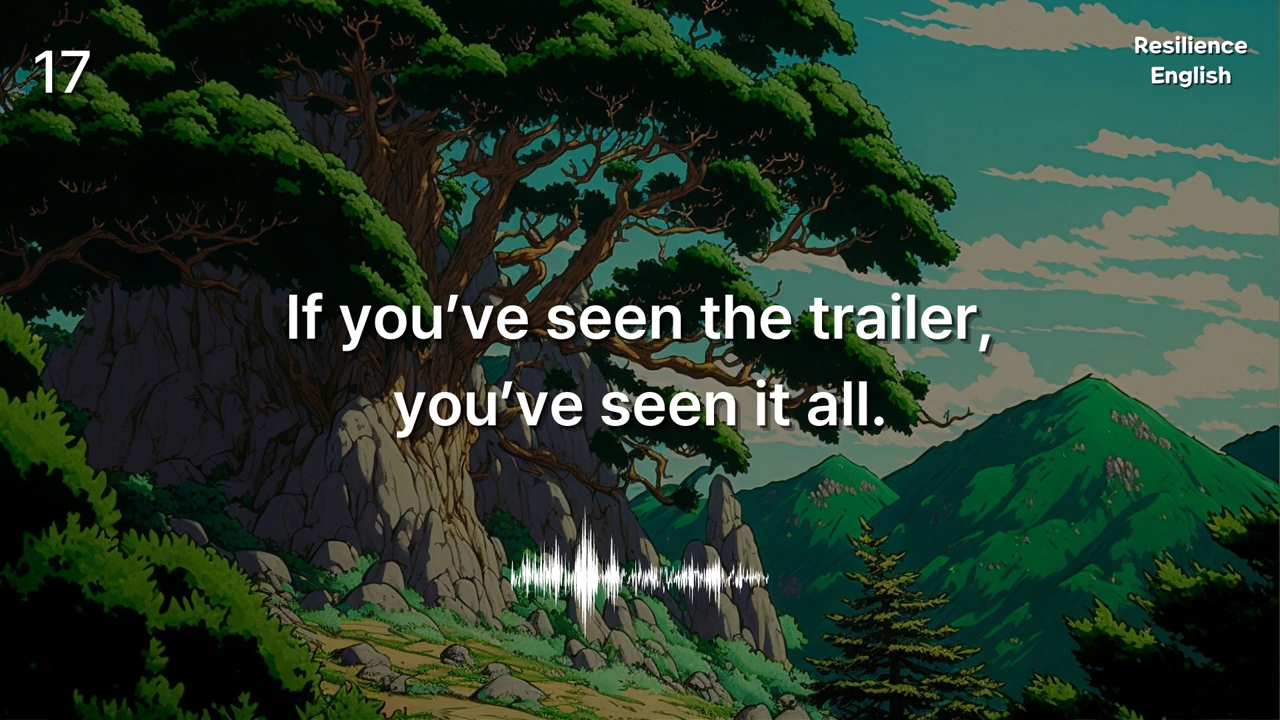 17
Resilience
English
If you’ve seen the trailer,
you’ve seen it all.